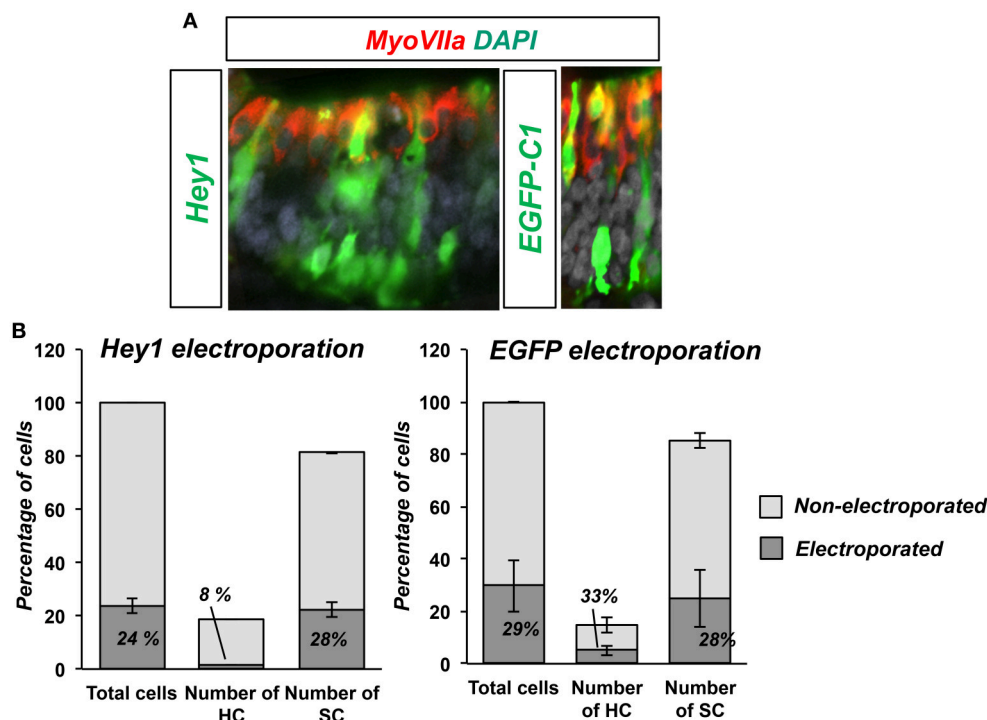 A
MyoVIIa DAPI
Hey1
EGFP-C1
B
Hey1 electroporation
Percentage of cells
120
100
80
60
40
20
0
24 %
8 %
28%
Total cells
Number of HC
Number of SC
EGFP electroporation
Percentage of cells
120
100
80
60
40
20
0
29%
33%
28%
Total cells
Number
of HC
Number
of SC
Non-electroporated
Electroporated